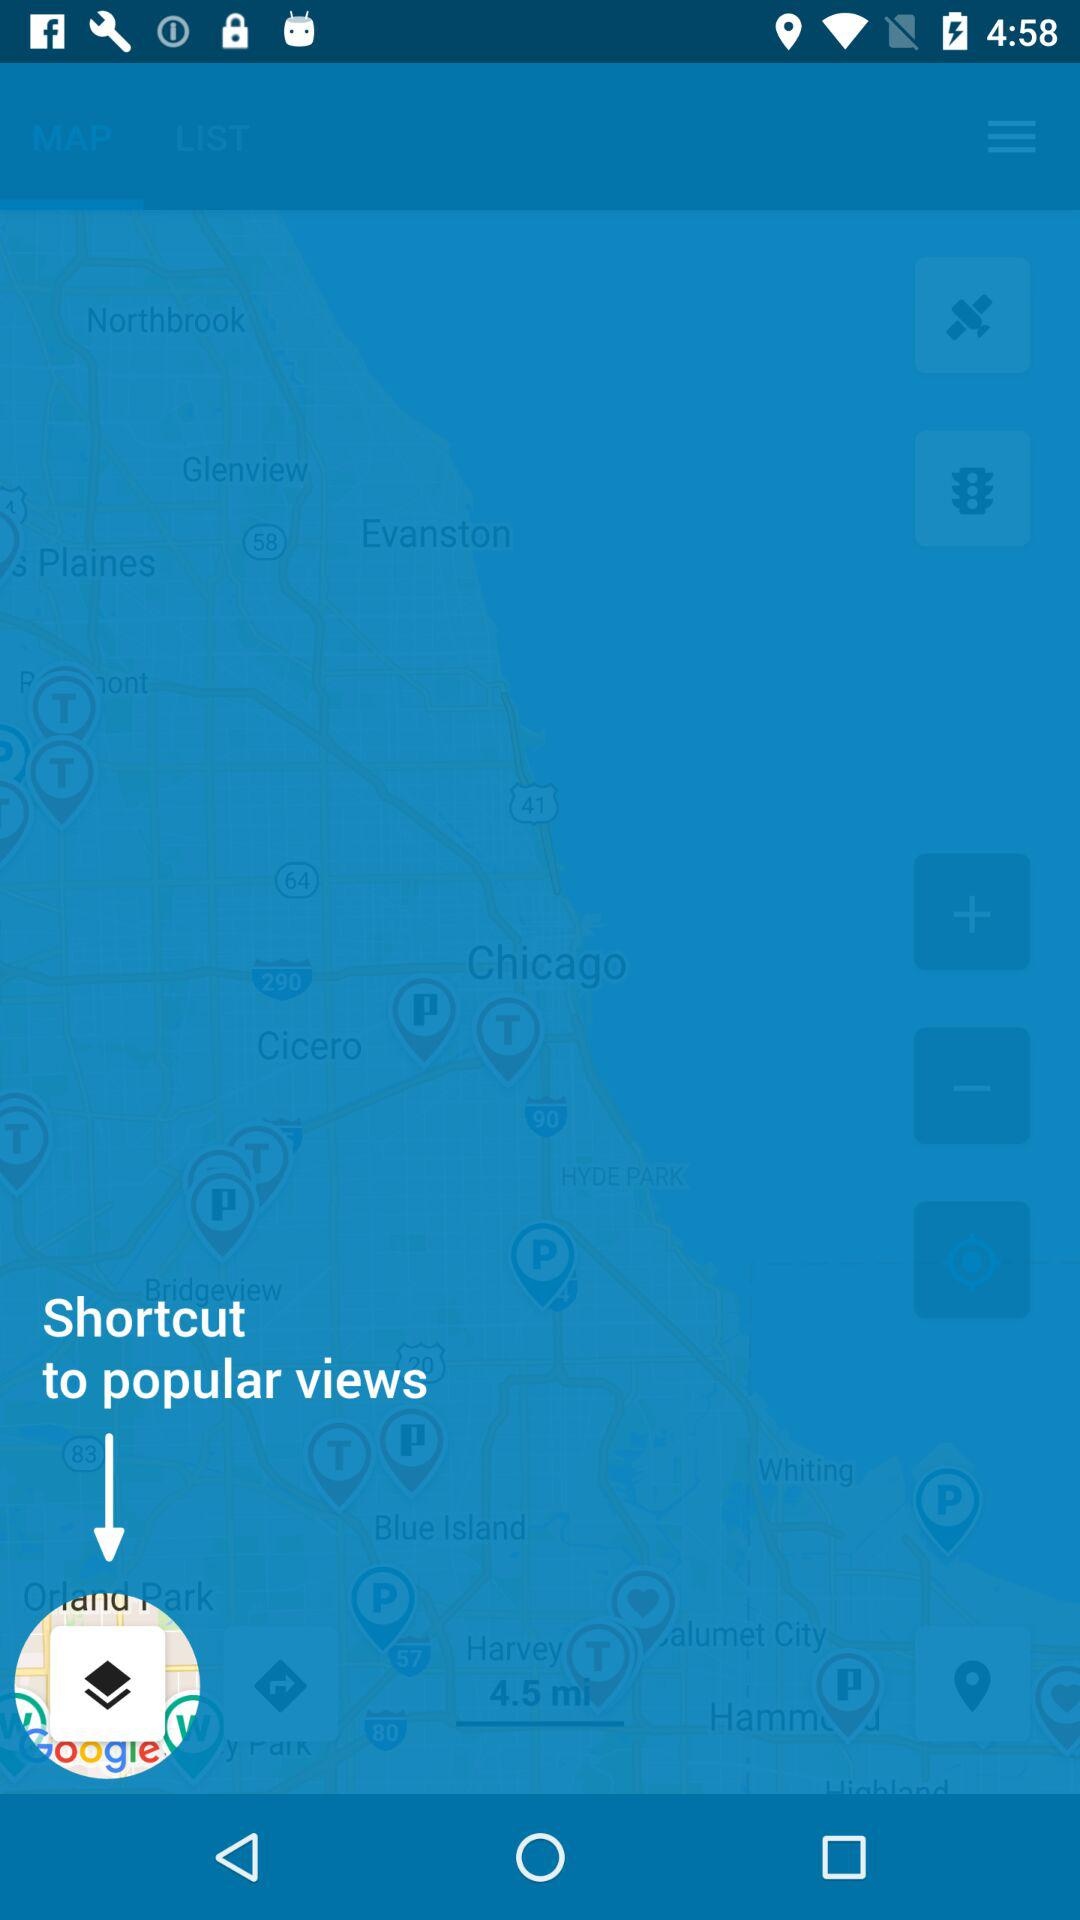 4:58
MAP LIST
Northbrook
Glenview
Evanston
58
s Plaines
T
P
T
T
41
64
Chicago
290
P
T
Cicero
90
T
T
HYDE PARK
P
P
Bridgeview
Shortcut
to popular views
20
83
T
P
Whiting
P
Blue Island
Orland Park
P
Harvey
T
Calumet City
57
4.5 mi
P
Hammond
W
W
80
Google
y Park
Highland